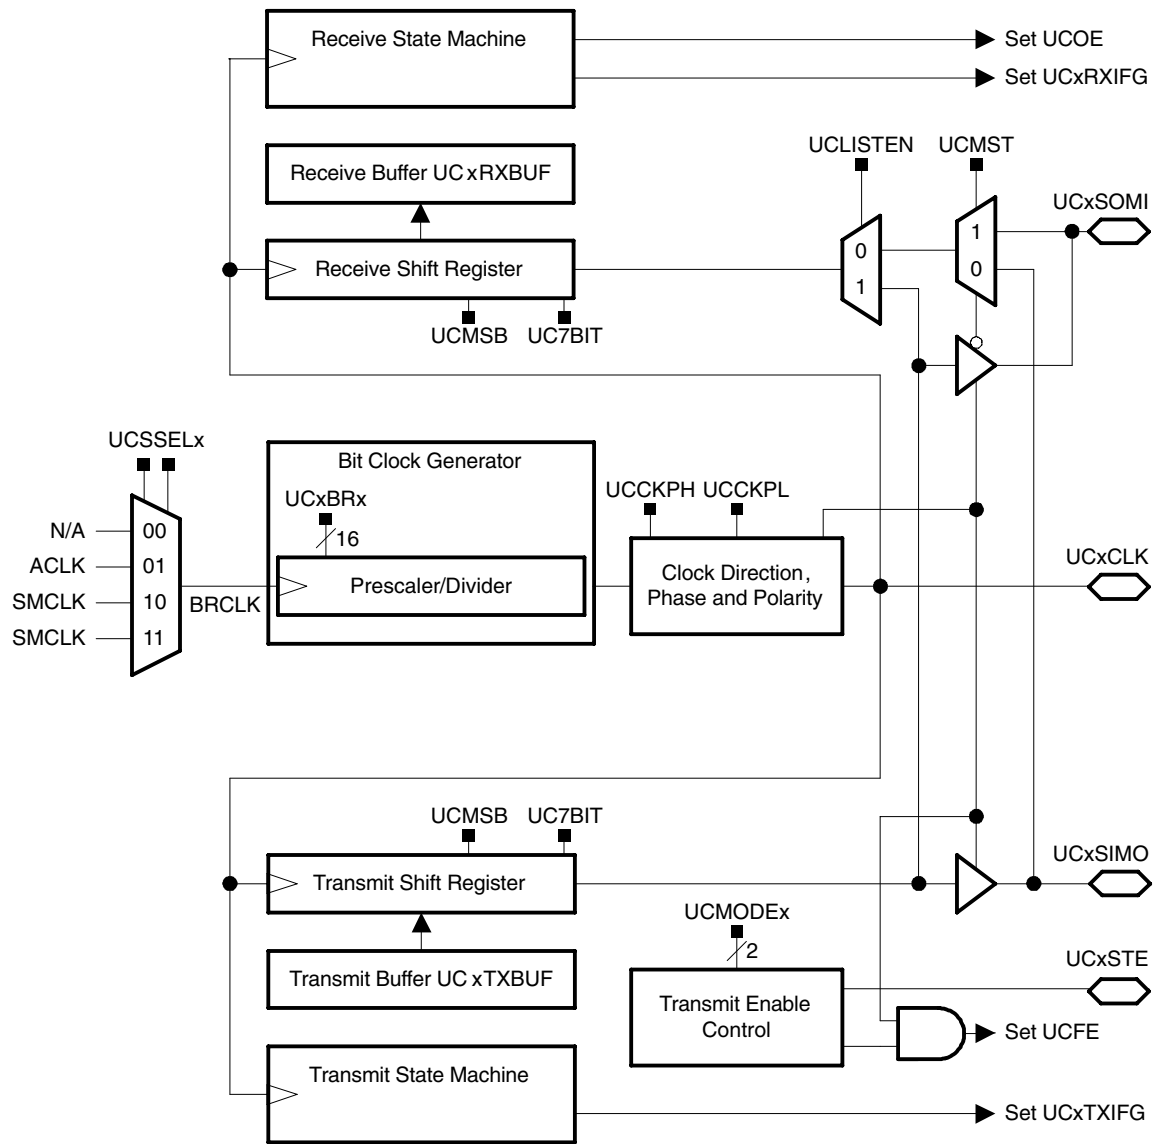 Receive State Machine
Set UCOE
Set UCxRXIFG
UCLISTEN
UCMST
Receive Buffer UC xRXBUF
UCxSOMI
1
0
0
1
Receive Shift Register
UCMSB
UC7BIT
UCSSELx
Bit Clock Generator
UCxBRx
16
UCCKPH
UCCKPL
N/A
00
ACLK
01
SMCLK
10
SMCLK
11
BRCLK
Prescaler/Divider
Clock Direction,
Phase and Polarity
UCxCLK
UCMSB
UC7BIT
Transmit Shift Register
UCxSIMO
UCMODEx
2
Transmit Buffer UC xTXBUF
UCxSTE
Transmit Enable
Control
Set UCFE
Transmit State Machine
Set UCxTXIFG